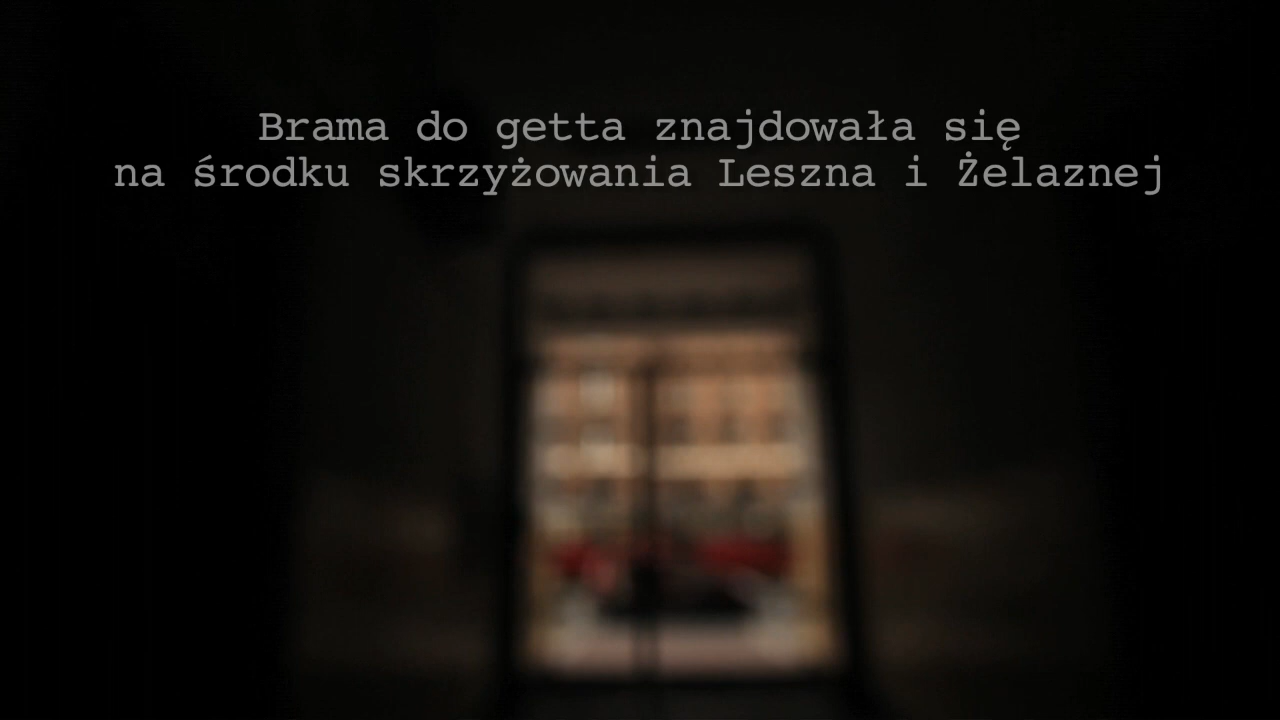 Brama do getta znajdowała się
na środku skrzyżowania Leszna i Żelaznej